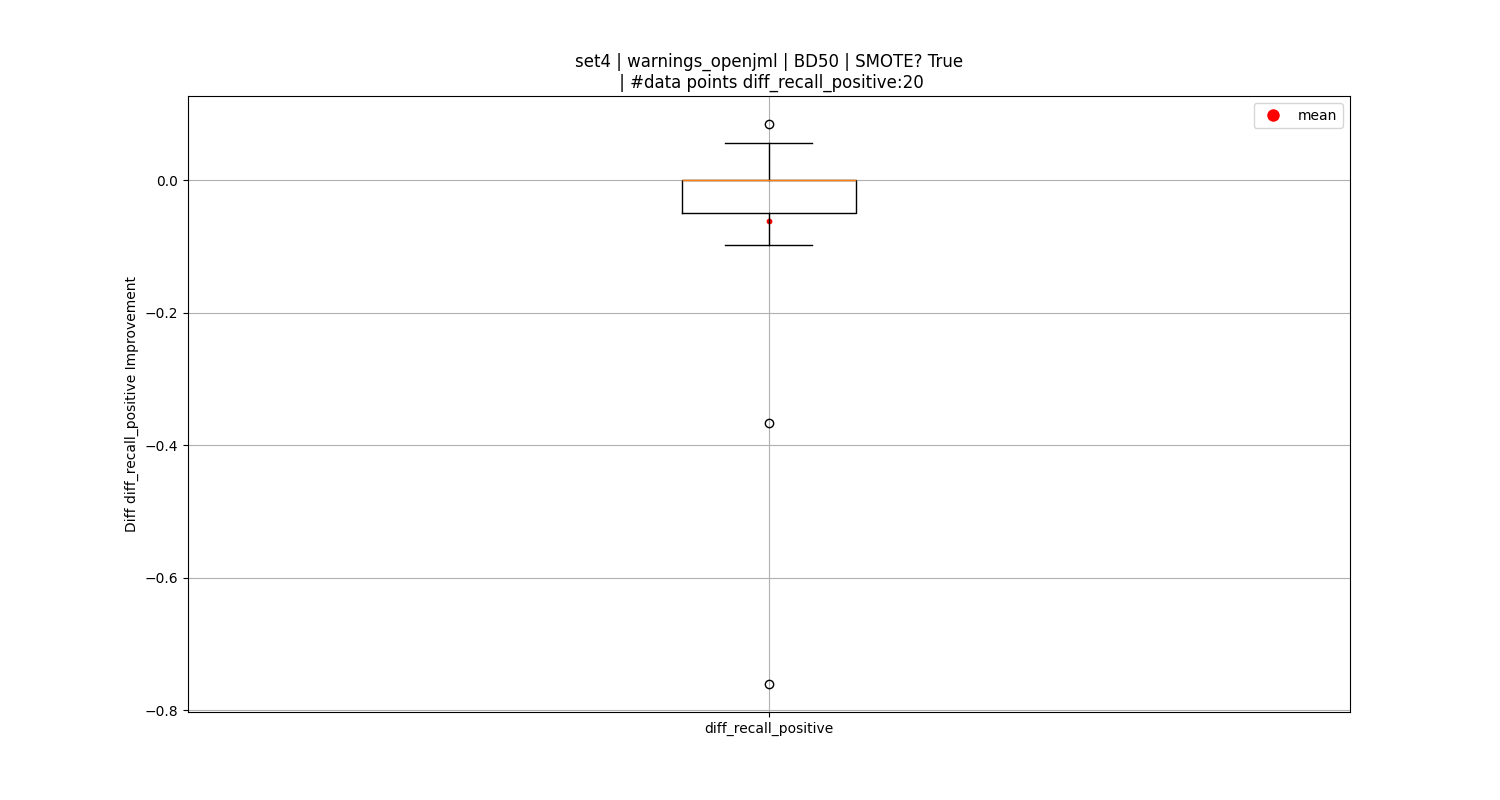 set4 | warnings_openjml | BD50 | SMOTE? True
| #data points diff_recall_positive:20
mean
0.0
−0.2
−0.4
−0.6
−0.8
Diff diff_recall_positive Improvement
diff_recall_positive